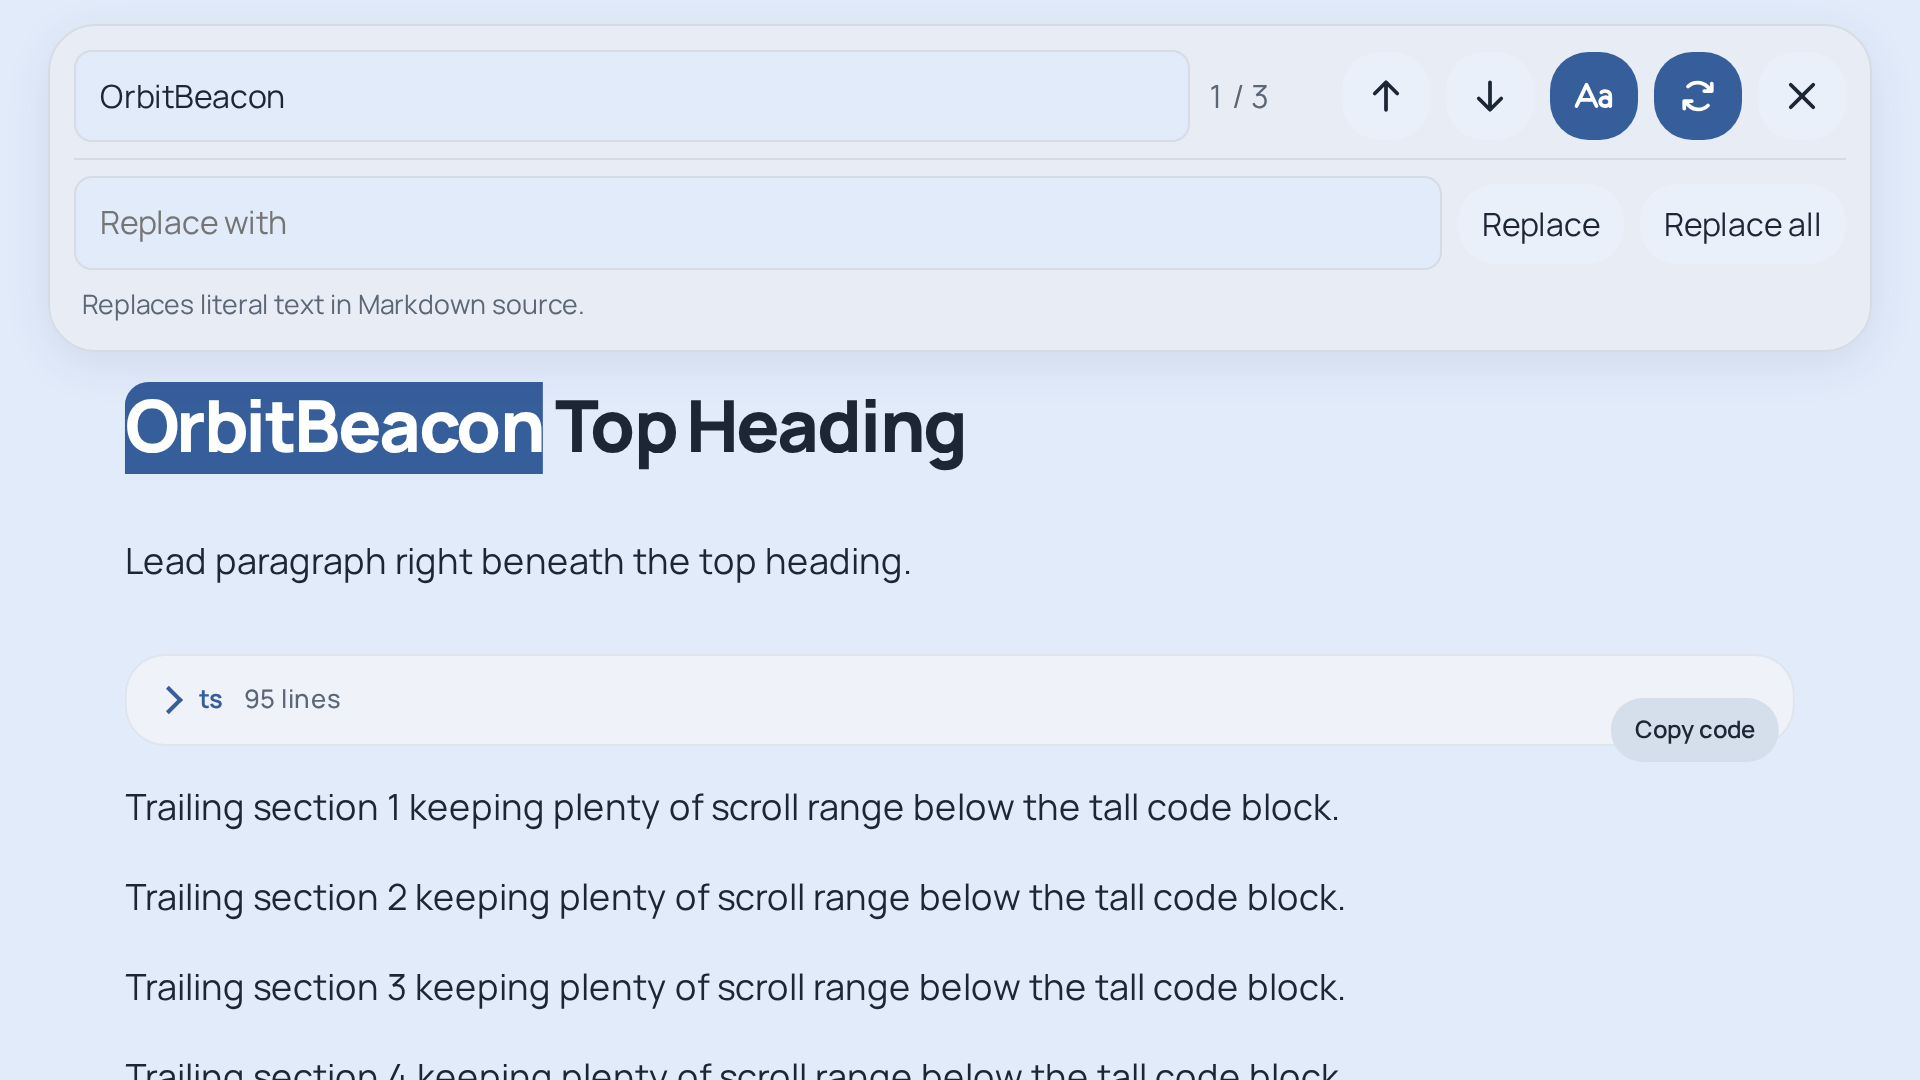 OrbitBeacon
1 / 3
Aa
Replace with
Replace
Replace all
Replaces literal text in Markdown source.
OrbitBeacon Top Heading
Lead paragraph right beneath the top heading.
ts 95 lines
Copy code
Trailing section 1 keeping plenty of scroll range below the tall code block.
Trailing section 2 keeping plenty of scroll range below the tall code block.
Trailing section 3 keeping plenty of scroll range below the tall code block.
Trailing section 4 keeping plenty of scroll range below the tall code block.